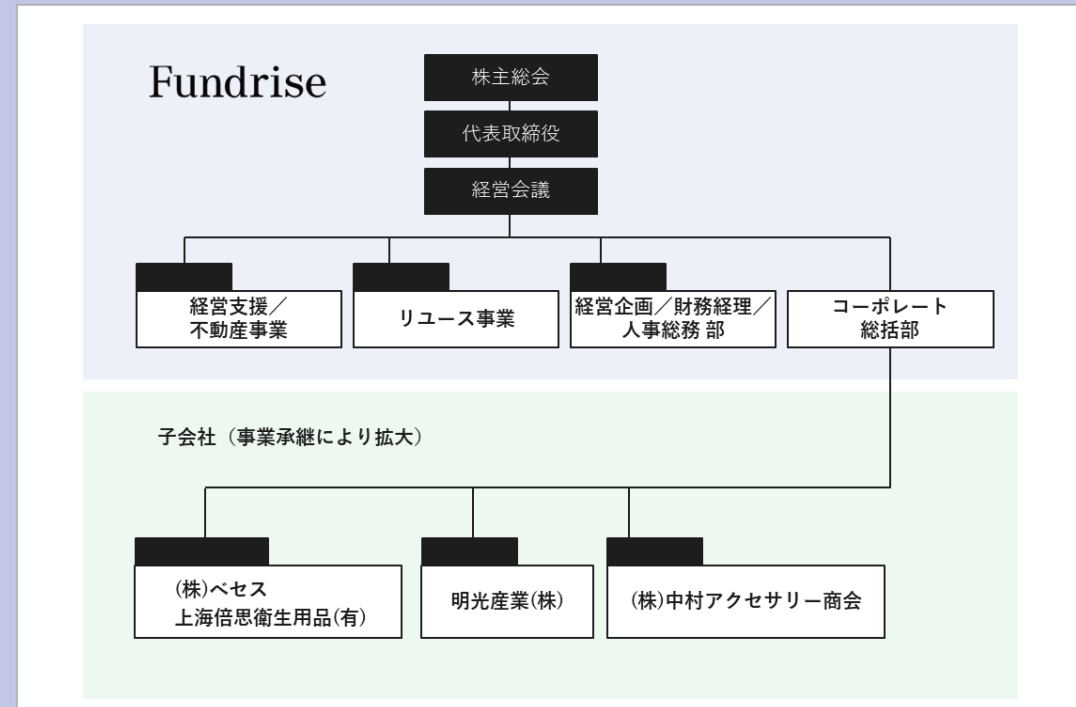 Fundrise
株主総会
代表取締役
経営会議
経営支援／
不動産事業
リユース事業
経営企画／財務経理／
人事総務 部
コーポレート
総括部
子会社（事業承継により拡大）
(株)ベセス
上海倍思衛生用品(有)
明光産業(株)
(株)中村アクセサリー商会